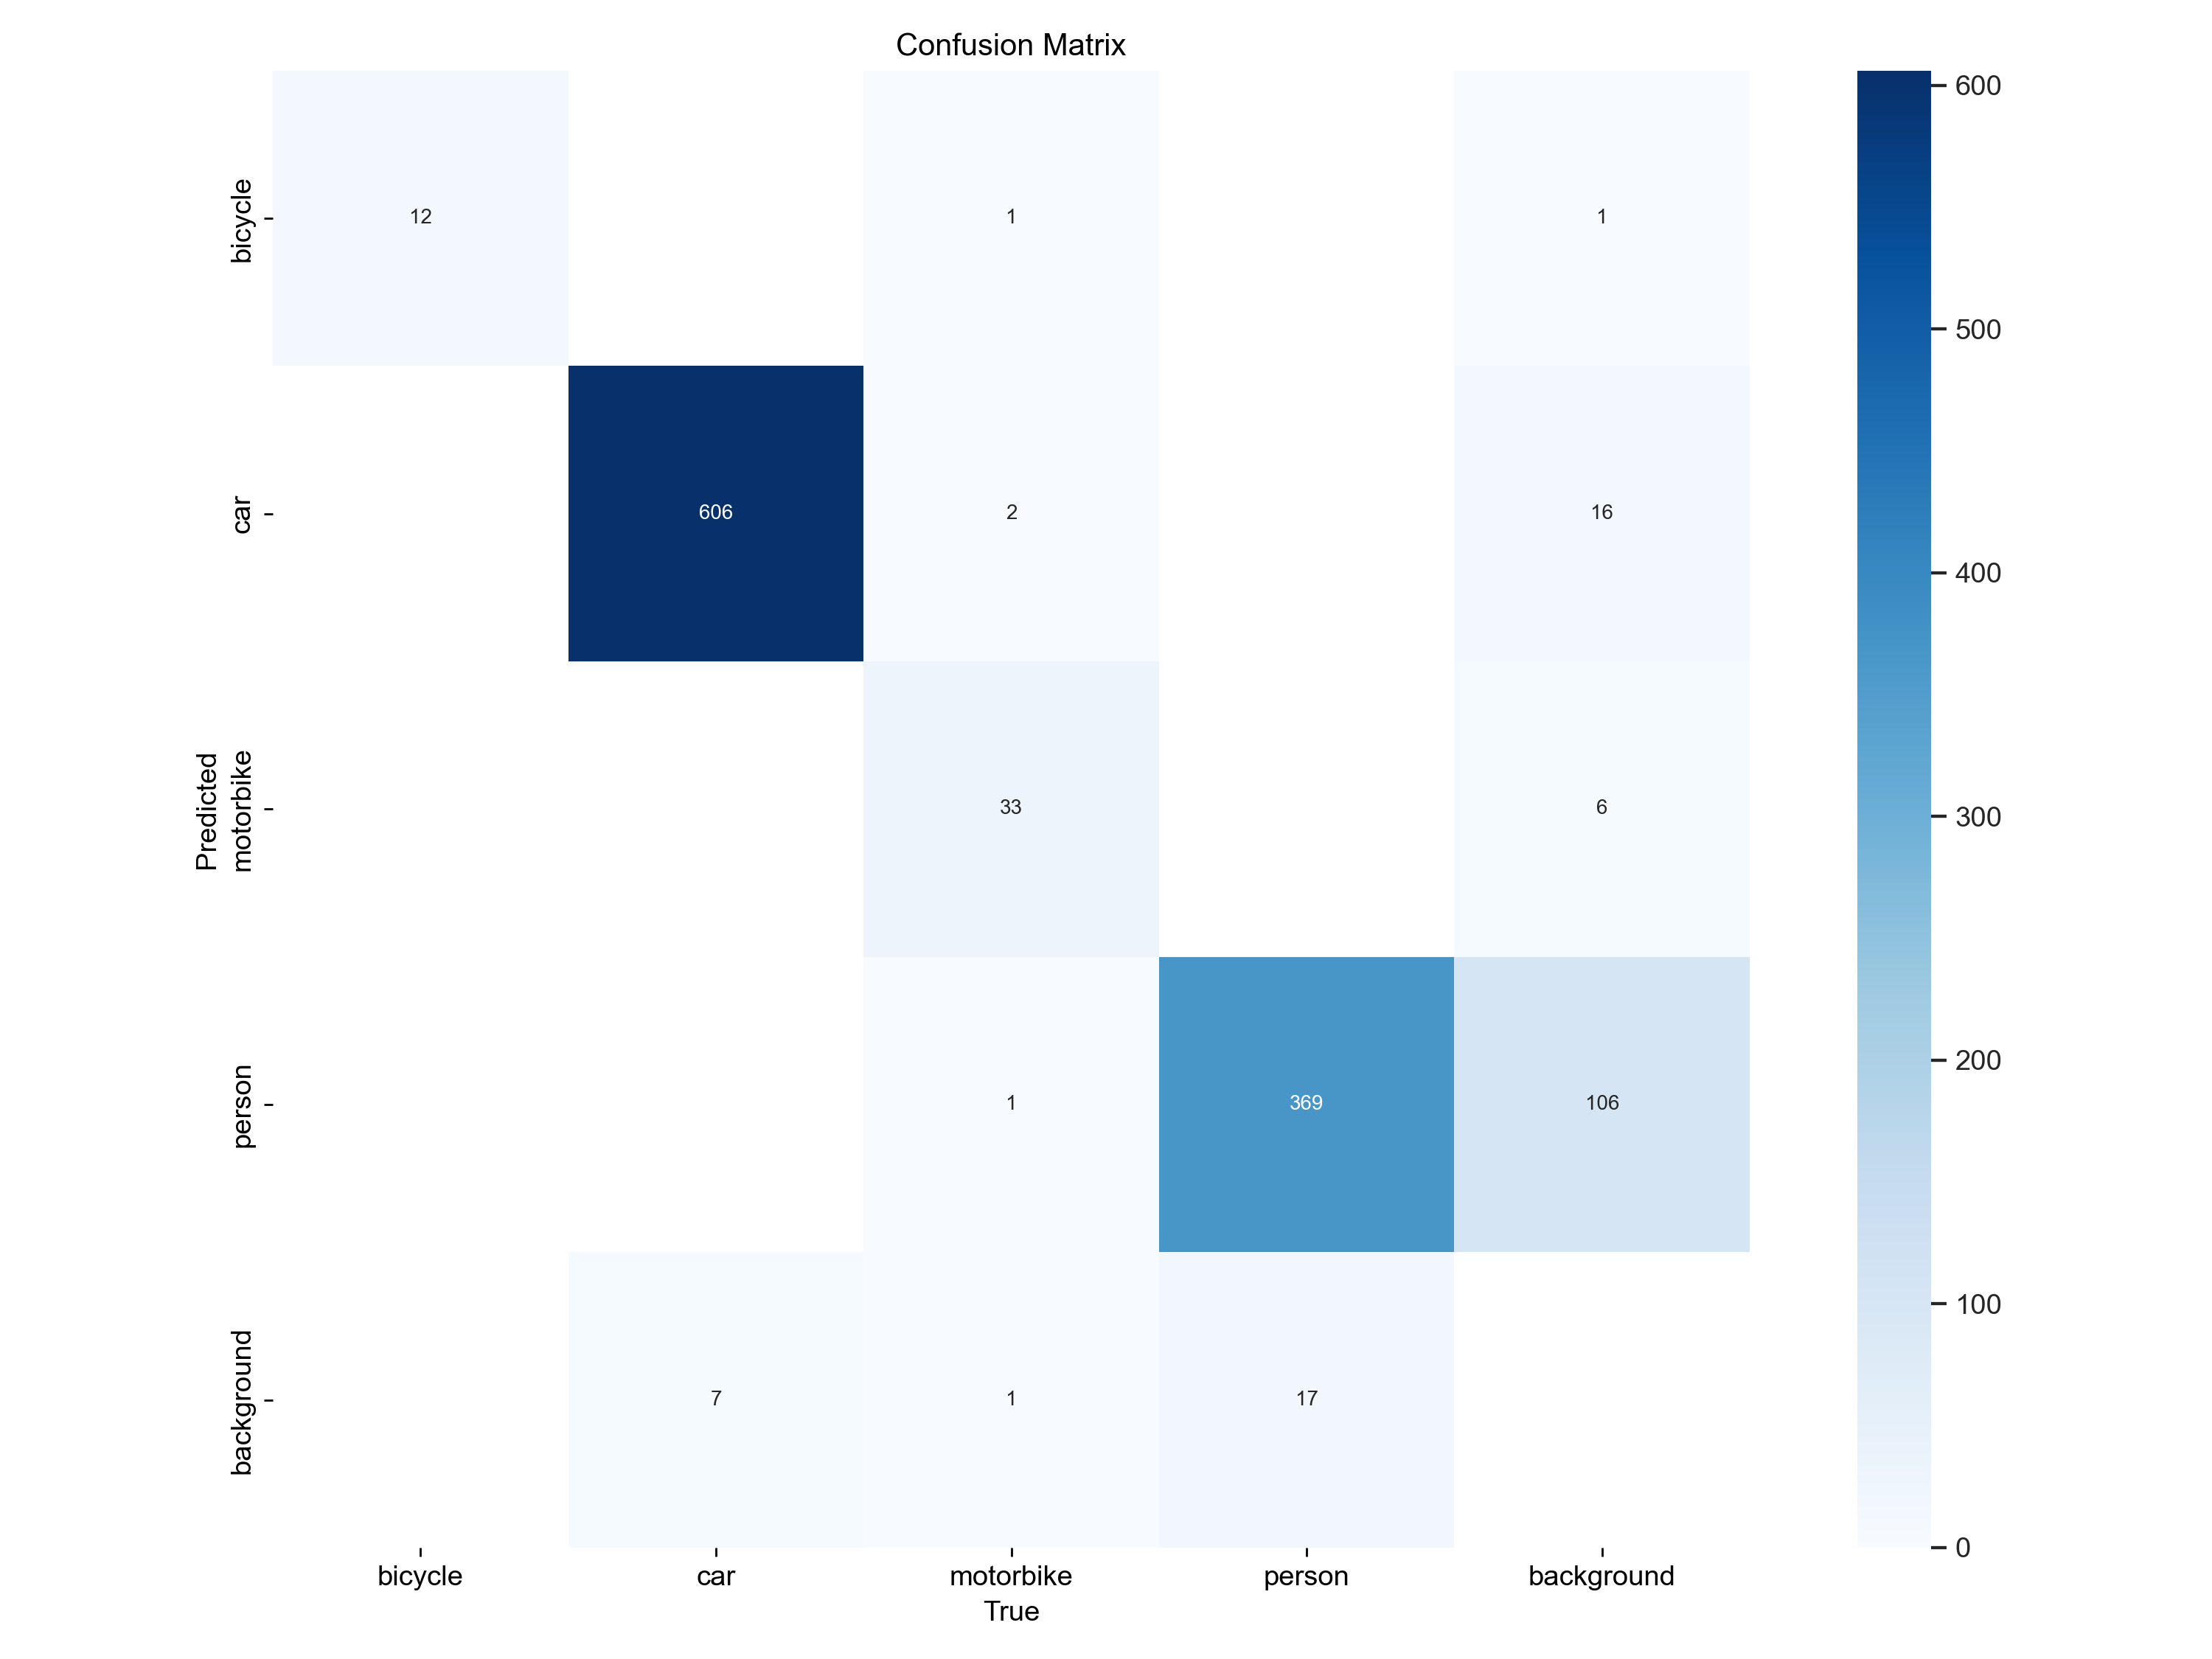 Confusion Matrix
Predicted
bicycle
12
1
1
car
606
2
16
motorbike
33
6
person
1
369
106
background
7
1
17
bicycle
car
motorbike
person
background
True
600
500
400
300
200
100
0